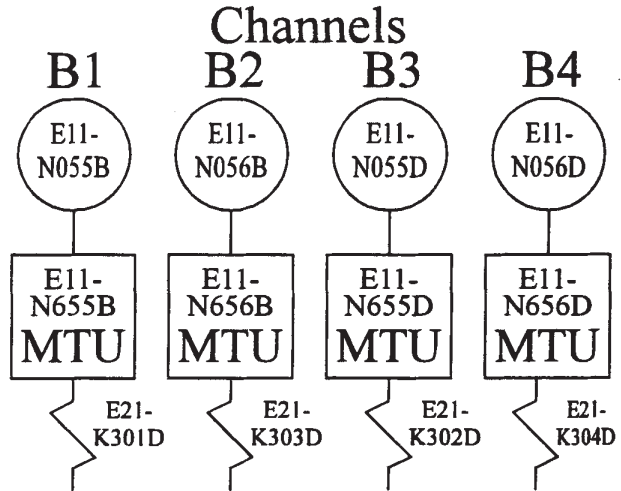 Channels
B1 B2 B3 B4
E11- E11- E11- E11-
N055B N056B N055D N056D
E11- E11- E11- E11-
N655B N656B N655D N656D
MTU MTU MTU MTU
E21- E21- E21- E21-
K301D K303D K302D K304D